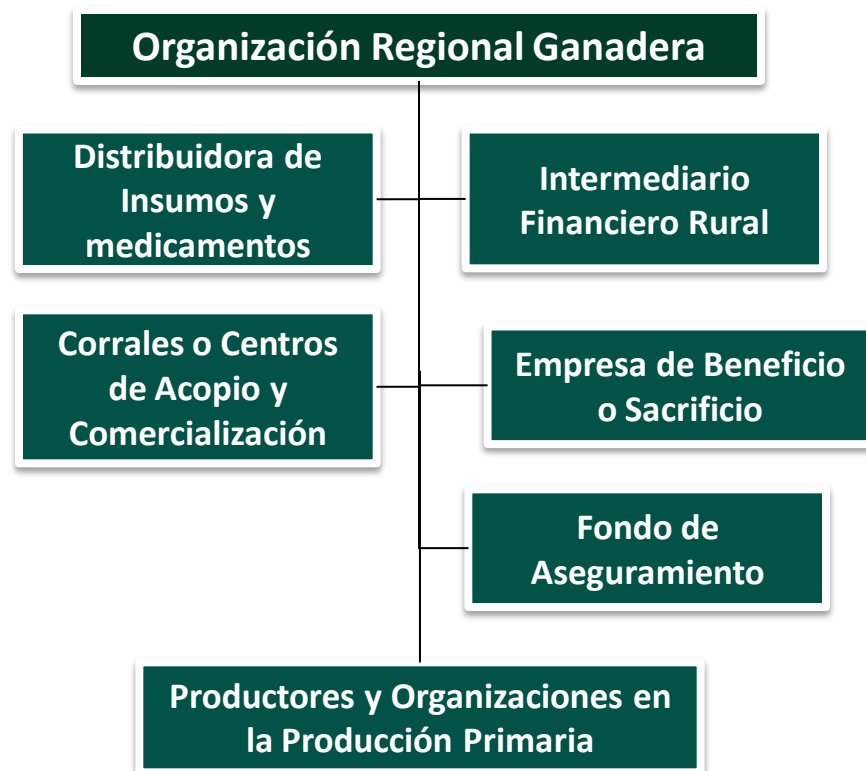 Organización Regional Ganadera
Distribuidora de
Insumos y
medicamentos
Intermediario
Financiero Rural
Corrales o Centros
de Acopio y
Comercialización
Empresa de Beneficio
o Sacrificio
Fondo de
Aseguramiento
Productores y Organizaciones en
la Producción Primaria